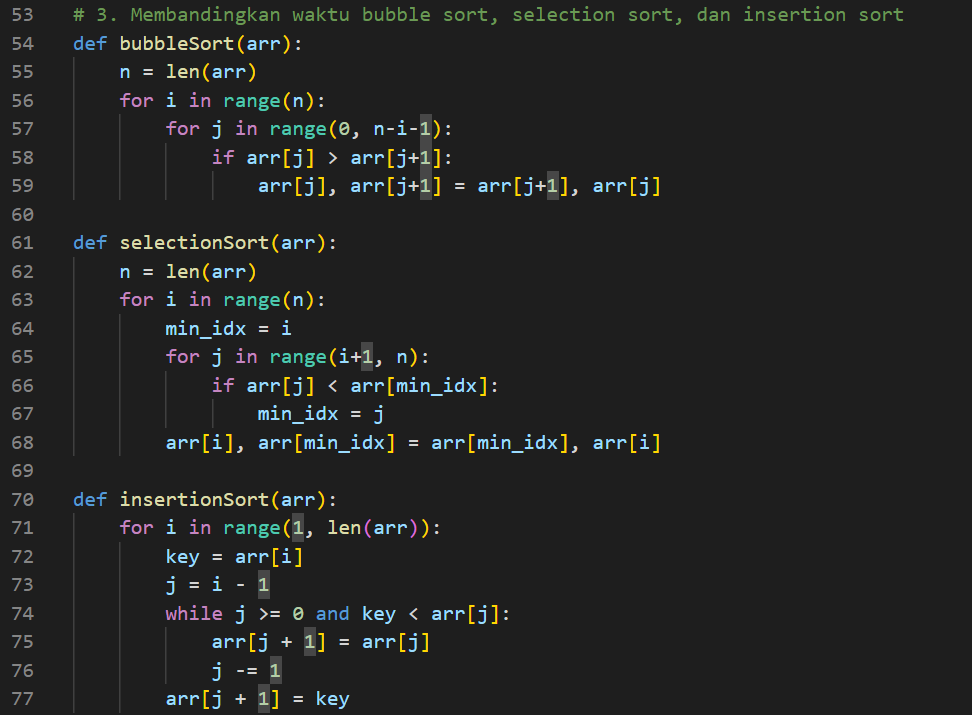 53 # 3. Membandingkan waktu bubble sort, selection sort, dan insertion sort
54 def bubbleSort(arr):
55     n = len(arr)
56     for i in range(n):
57         for j in range(0, n-i-1):
58             if arr[j] > arr[j+1]:
59                 arr[j], arr[j+1] = arr[j+1], arr[j]
60
61 def selectionSort(arr):
62     n = len(arr)
63     for i in range(n):
64         min_idx = i
65         for j in range(i+1, n):
66             if arr[j] < arr[min_idx]:
67                 min_idx = j
68         arr[i], arr[min_idx] = arr[min_idx], arr[i]
69
70 def insertionSort(arr):
71     for i in range(1, len(arr)):
72         key = arr[i]
73         j = i - 1
74         while j >= 0 and key < arr[j]:
75             arr[j + 1] = arr[j]
76             j -= 1
77         arr[j + 1] = key